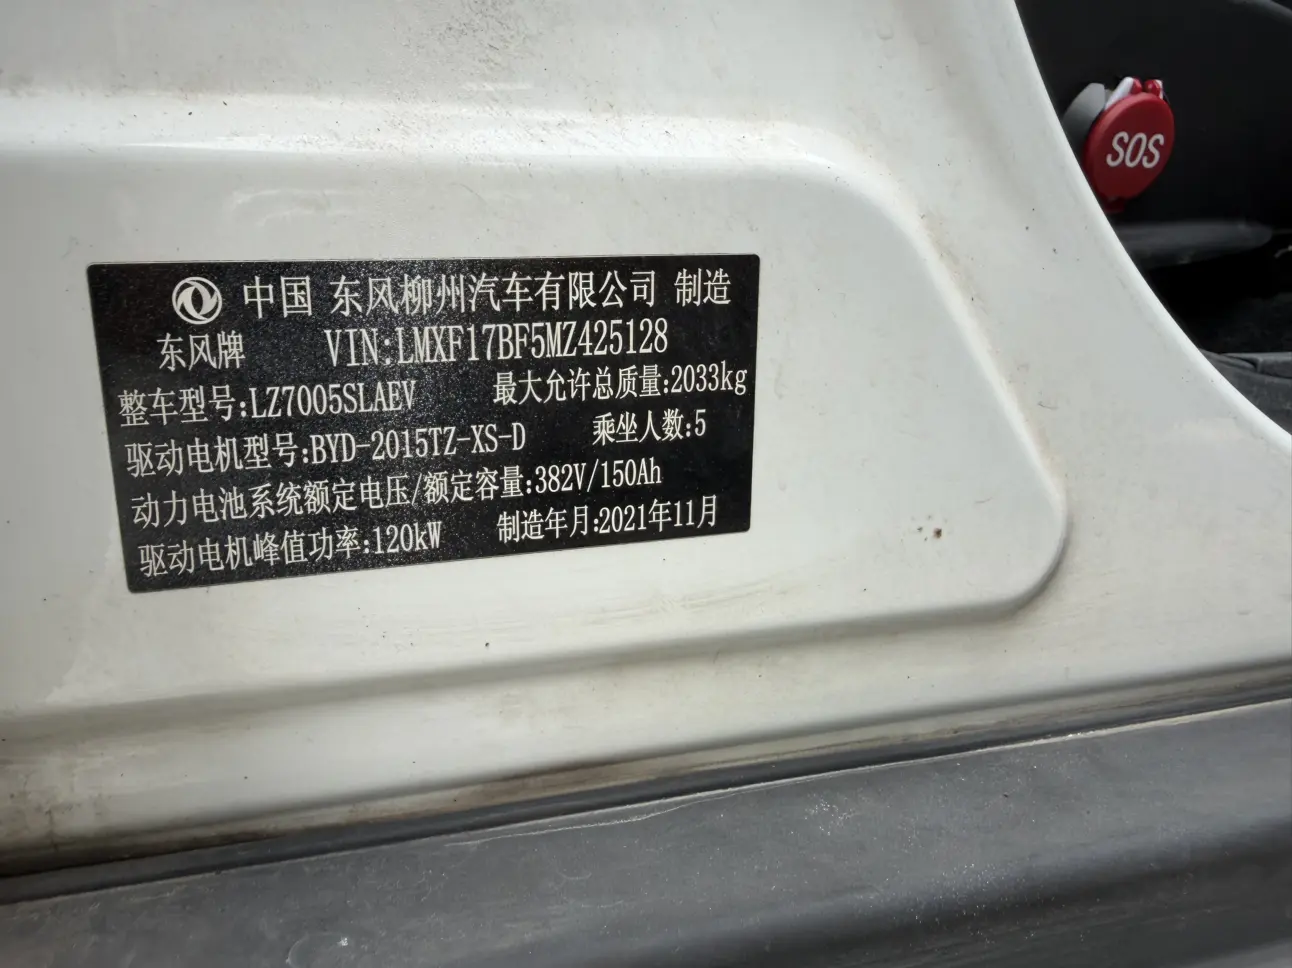 中国 东风柳州汽车有限公司 制造
东风牌 VIN:LMXF17BF5MZ425128
整车型号:LZ7005SLAEV 最大允许总质量:2033kg
驱动电机型号:BYD-2015TZ-XS-D 乘坐人数:5
动力电池系统额定电压/额定容量:382V/150Ah
驱动电机峰值功率:120kW 制造年月:2021年11月
SOS